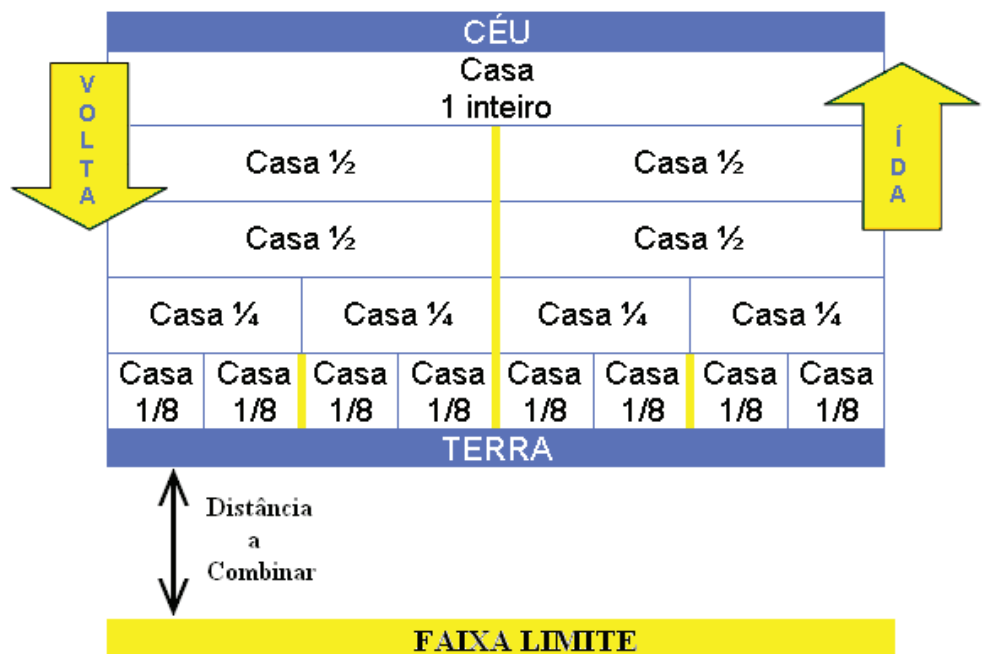 CÉU
VOLTA
Casa
1 inteiro
ÍDA
Casa ½ Casa ½
Casa ½ Casa ½
Casa ¼ Casa ¼ Casa ¼ Casa ¼
Casa Casa Casa Casa Casa Casa Casa Casa
1/8 1/8 1/8 1/8 1/8 1/8 1/8 1/8
TERRA
Distância
a
Combinar
FAIXA LIMITE